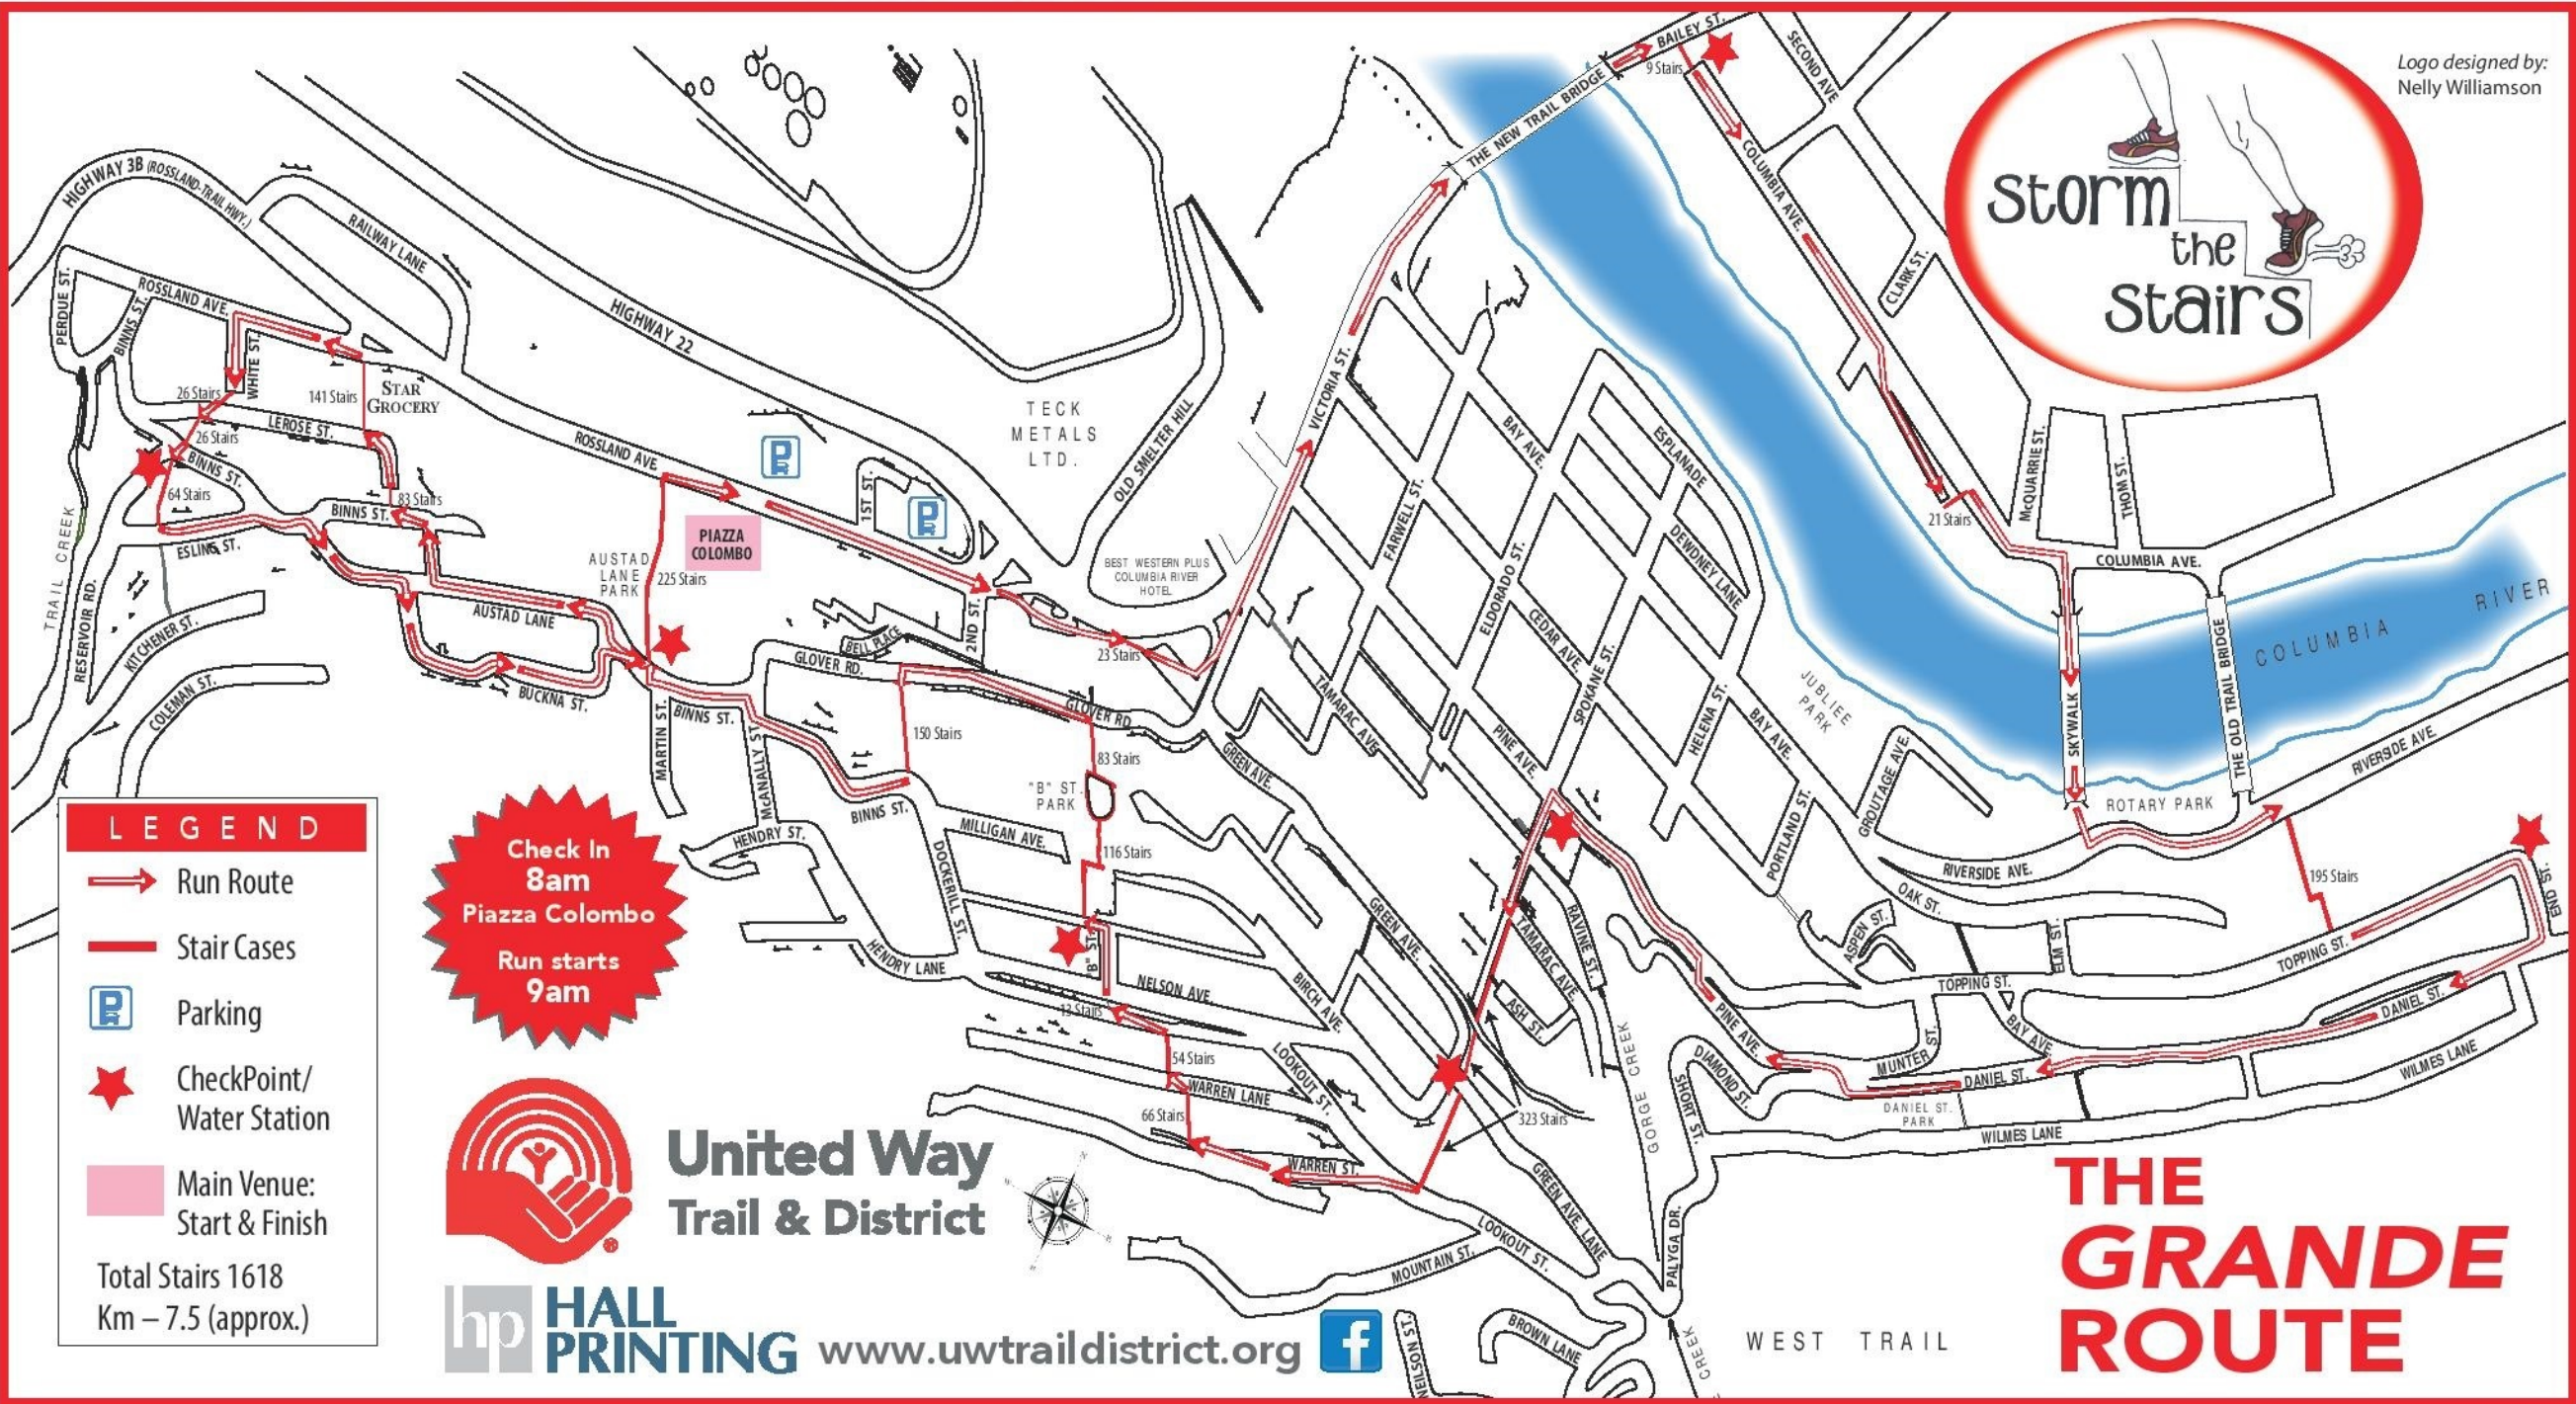 BAILEY ST.
9 Stairs
SECOND AVE
THE NEW TRAIL BRIDGE
COLUMBIA AVE.
CLARK ST.
storm
the
stairs
Logo designed by:
Nelly Williamson
HIGHWAY 3B (ROSSLAND-TRAIL HWY.)
RAILWAY LANE
HIGHWAY 22
PERDUE ST.
ROSSLAND AVE.
BINNS ST.
WHITE ST.
26 Stairs
141 Stairs
STAR
GROCERY
LEROSE ST.
26 Stairs
BINNS ST.
64 Stairs
83 Stairs
BINNS ST.
ESLING ST.
TRAIL CREEK
RESERVOIR RD.
KITCHENER ST.
COLEMAN ST.
AUSTAD LANE
BUCKNA ST.
ROSSLAND AVE.
AUSTAD
LANE
PARK
225 Stairs
PIAZZA
COLOMBO
P
P
1ST ST.
2ND ST.
TECK
METALS
LTD.
OLD SMELTER HILL
BEST WESTERN PLUS
COLUMBIA RIVER
HOTEL
23 Stairs
VICTORIA ST.
BELL PLACE
GLOVER RD.
GLOVER RD
MARTIN ST.
BINNS ST.
McANALLY ST.
150 Stairs
83 Stairs
"B" ST.
PARK
BINNS ST.
MILLIGAN AVE.
116 Stairs
HENDRY ST.
DOCKERILL ST.
HENDRY LANE
"B" ST.
NELSON AVE
13 Stairs
54 Stairs
WARREN LANE
66 Stairs
WARREN ST.
LOOKOUT ST.
BIRCH AVE.
GREEN AVE.
GREEN AVE.
TAMARAC AVE.
FARWELL ST.
BAY AVE.
ELDORADO ST.
CEDAR AVE.
PINE AVE.
SPOKANE ST.
ESPLANADE
DEWDNEY LANE
HELENA ST.
BAY AVE.
JUBLIEE
PARK
PORTLAND ST.
GROUTAGE AVE.
TAMARAC AVE.
RAVINE ST.
ASH ST.
323 Stairs
GORGE CREEK
GREEN AVE. LANE
LOOKOUT ST.
MOUNTAIN ST.
NEILSON ST.
BROWN LANE
PALYGA DR.
CREEK
WEST TRAIL
SHORT ST.
DIAMOND ST.
PINE AVE.
MUNTER ST.
DANIEL ST.
DANIEL ST.
PARK
WILMES LANE
WILMES LANE
BAY AVE.
TOPPING ST.
ASPEN ST.
OAK ST.
ELM ST.
RIVERSIDE AVE.
TOPPING ST.
DANIEL ST.
END ST.
195 Stairs
RIVERSIDE AVE.
ROTARY PARK
SKYWALK
THE OLD TRAIL BRIDGE
COLUMBIA
RIVER
COLUMBIA AVE.
McQUARRIE ST.
THOM ST.
21 Stairs
LEGEND
Run Route
Stair Cases
P
Parking
CheckPoint/
Water Station
Main Venue:
Start & Finish
Total Stairs 1618
Km – 7.5 (approx.)
Check In
8am
Piazza Colombo
Run starts
9am
United Way
Trail & District
®
hp HALL
PRINTING
www.uwtraildistrict.org
f
THE
GRANDE
ROUTE